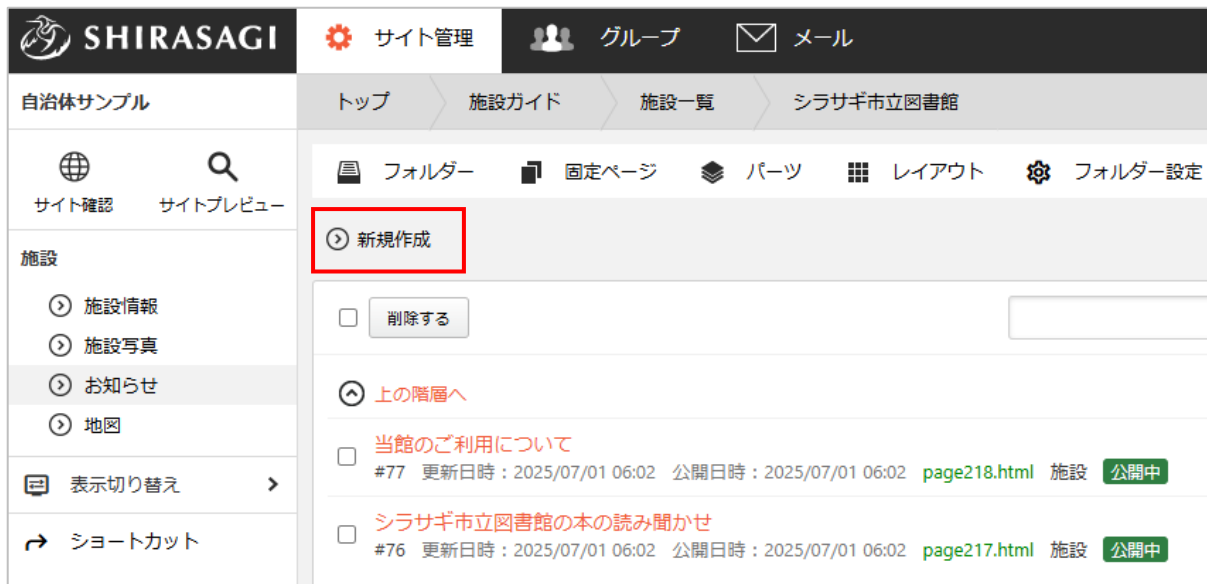 SHIRASAGI
サイト管理
グループ
メール
自治体サンプル
トップ
施設ガイド
施設一覧
シラサギ市立図書館
サイト確認
サイトプレビュー
フォルダー
固定ページ
パーツ
レイアウト
フォルダー設定
新規作成
施設
施設情報
施設写真
お知らせ
地図
表示切り替え
ショートカット
削除する
上の階層へ
当館のご利用について
#77 更新日時：2025/07/01 06:02 公開日時：2025/07/01 06:02 page218.html 施設 公開中
シラサギ市立図書館の本の読み聞かせ
#76 更新日時：2025/07/01 06:02 公開日時：2025/07/01 06:02 page217.html 施設 公開中